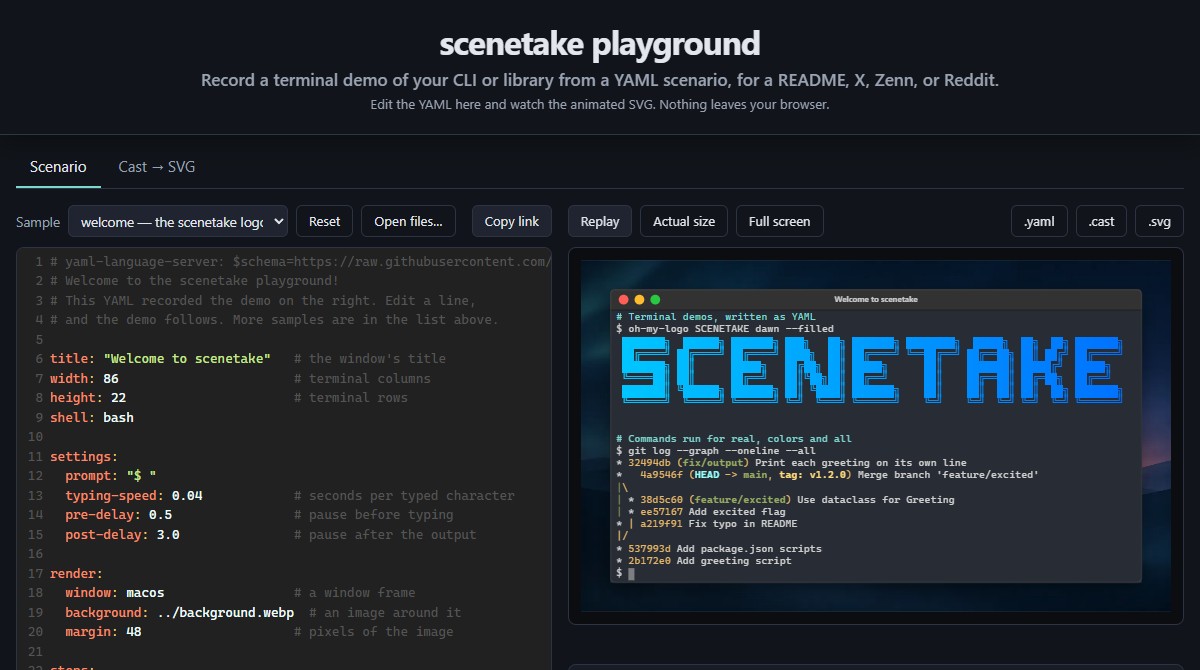 scenetake playground
Record a terminal demo of your CLI or library from a YAML scenario, for a README, X, Zenn, or Reddit.
Edit the YAML here and watch the animated SVG. Nothing leaves your browser.
Scenario
Cast → SVG
Sample
welcome — the scenetake logo
Reset
Open files...
Copy link
Replay
Actual size
Full screen
.yaml
.cast
.svg
1 # yaml-language-server: $schema=https://raw.githubusercontent.com/
2 # Welcome to the scenetake playground!
3 # This YAML recorded the demo on the right. Edit a line,
4 # and the demo follows. More samples are in the list above.
5
6 title: "Welcome to scenetake" # the window's title
7 width: 86 # terminal columns
8 height: 22 # terminal rows
9 shell: bash
10
11 settings:
12 prompt: "$ "
13 typing-speed: 0.04 # seconds per typed character
14 pre-delay: 0.5 # pause before typing
15 post-delay: 3.0 # pause after the output
16
17 render:
18 window: macos # a window frame
19 background: ../background.webp # an image around it
20 margin: 48 # pixels of the image
21
22 steps:
Welcome to scenetake
# Terminal demos, written as YAML
$ oh-my-logo SCENETAKE dawn --filled
SCENETAKE
# Commands run for real, colors and all
$ git log --graph --oneline --all
* 32494db (fix/output) Print each greeting on its own line
*   4a9546f (HEAD -> main, tag: v1.2.0) Merge branch 'feature/excited'
|\
| * 38d5c60 (feature/excited) Use dataclass for Greeting
| * ee57167 Add excited flag
* | a219f91 Fix typo in README
|/
* 537993d Add package.json scripts
* 2b172e0 Add greeting script
$